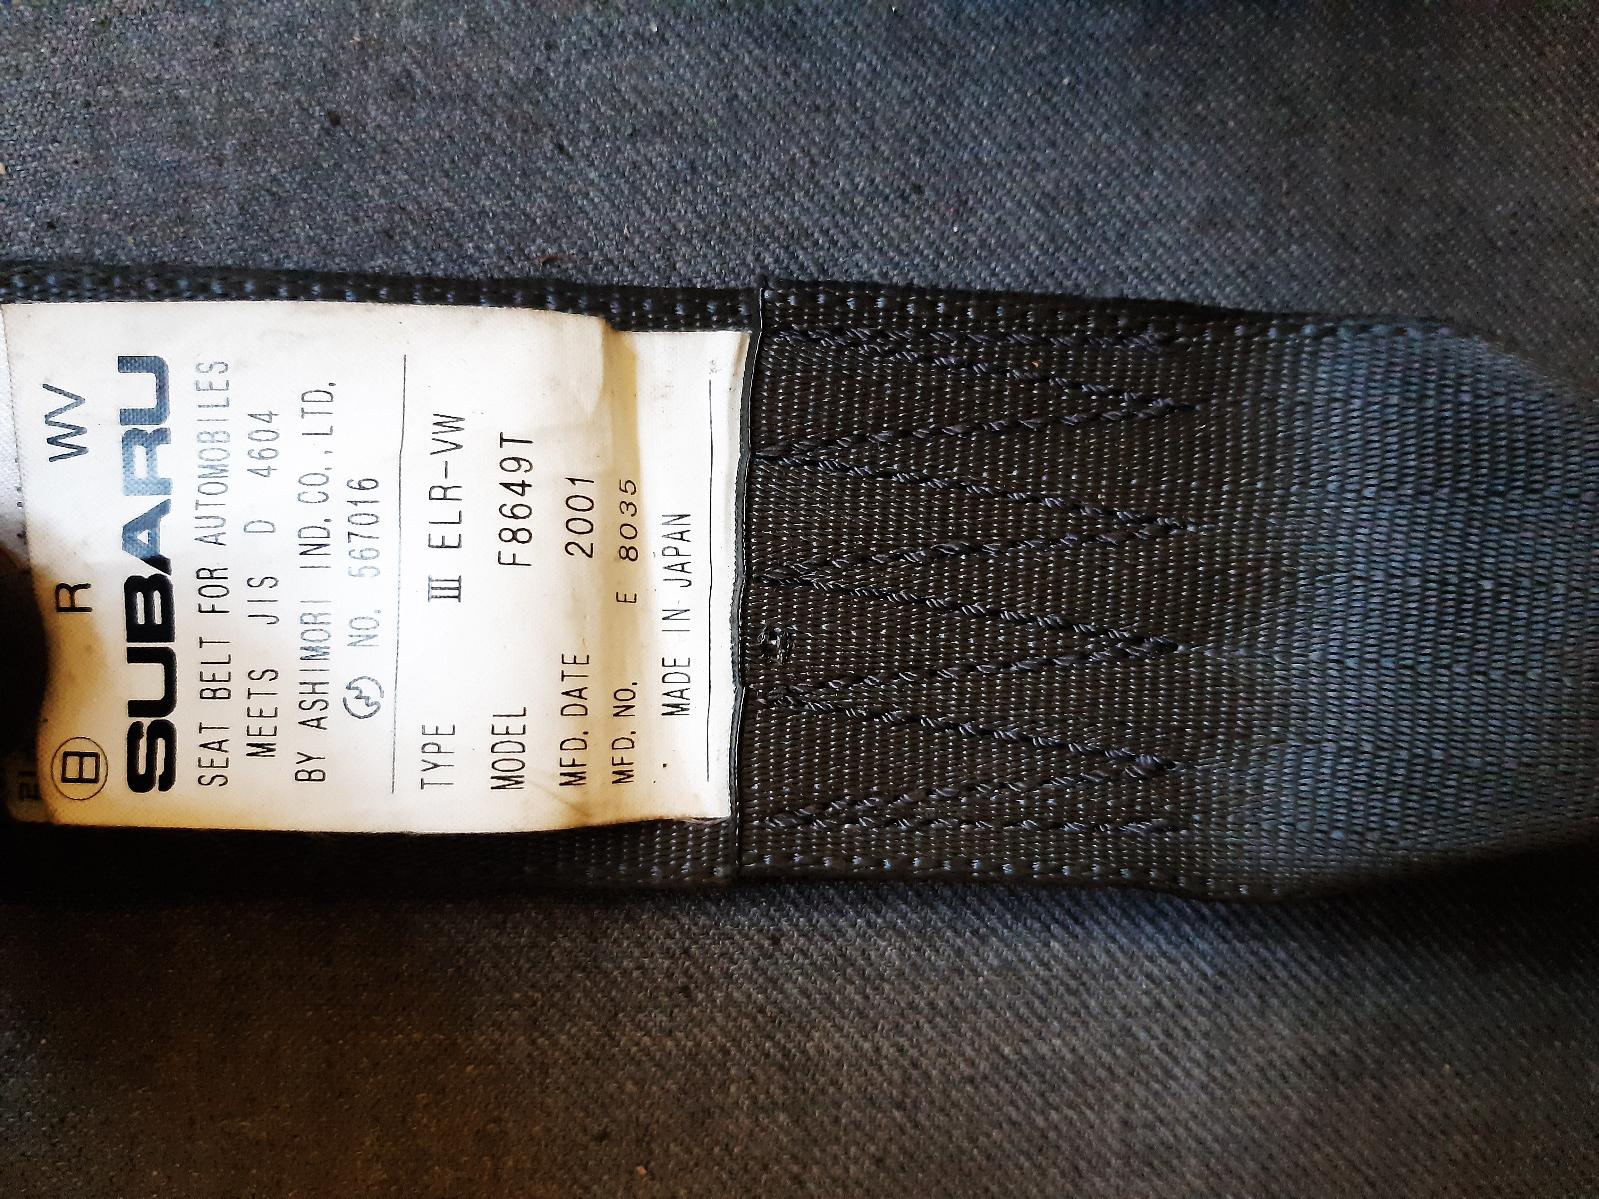 B R WV
SUBARU
SEAT BELT FOR AUTOMOBILES
MEETS JIS D 4604
BY ASHIMORI IND. CO., LTD.
NO. 567016
TYPE III ELR-VW
MODEL F8649T
MFD. DATE 2001
MFD. NO. E 8035
MADE IN JAPAN